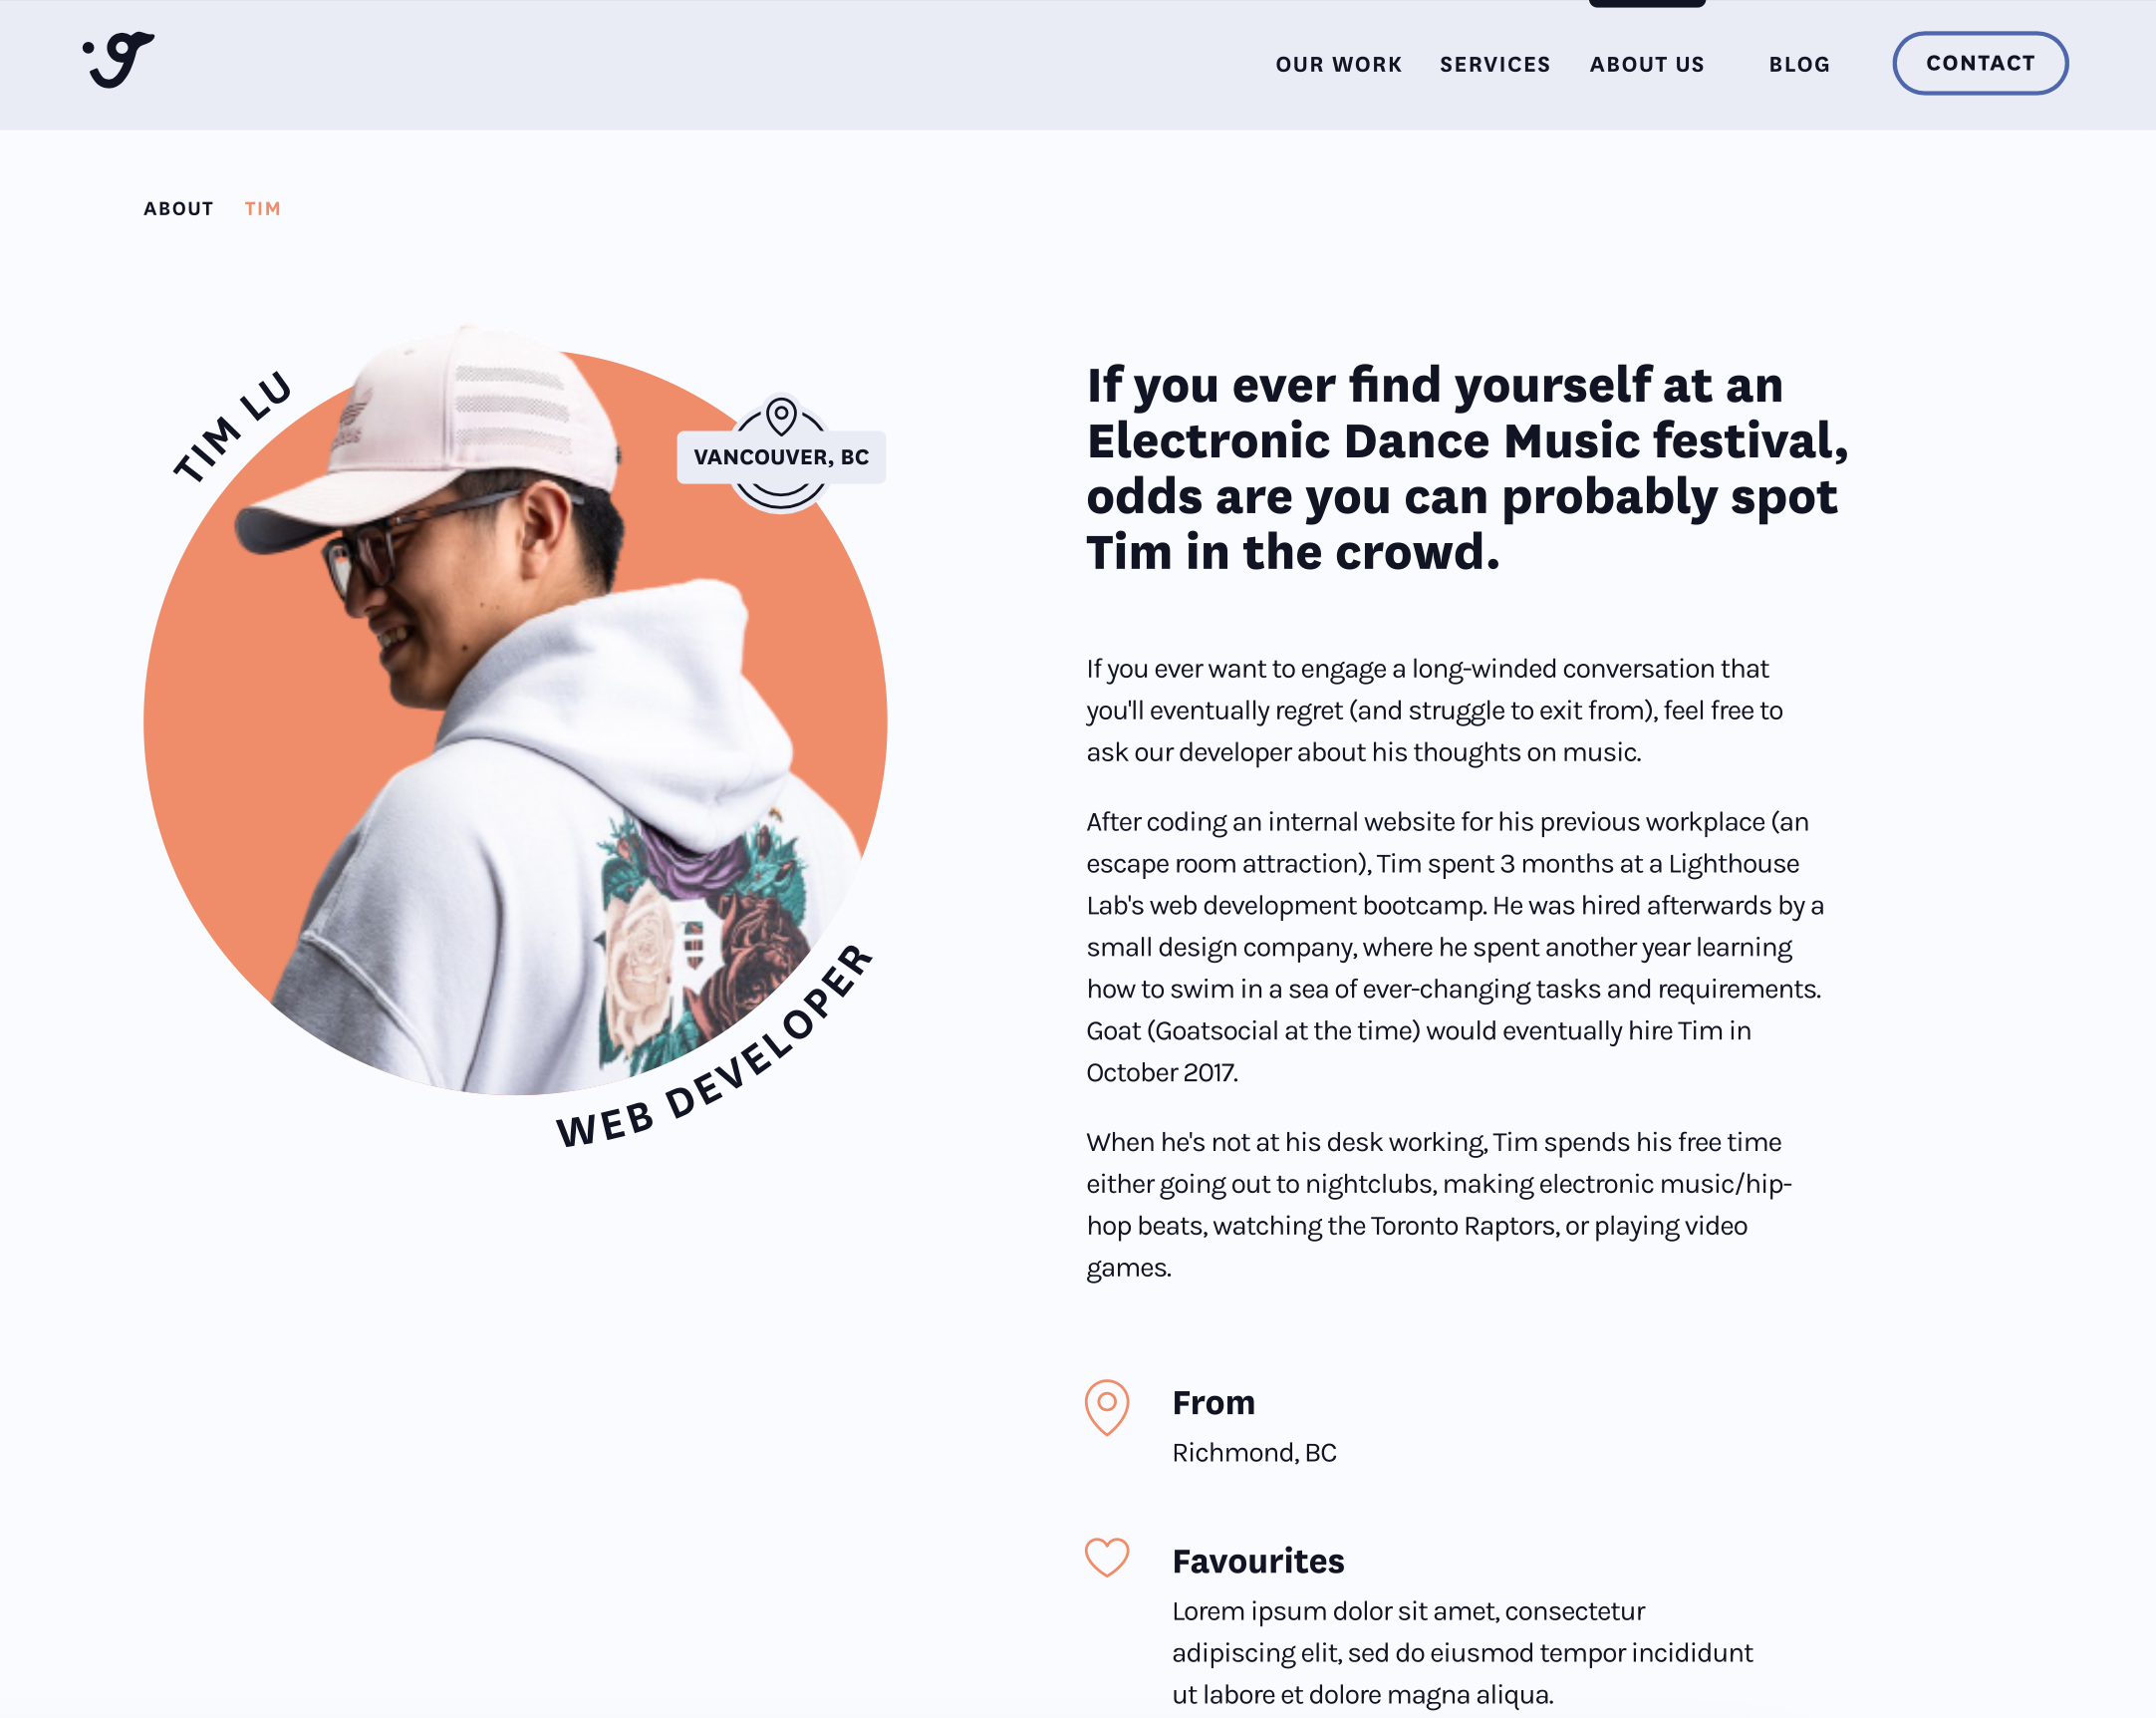 OUR WORK SERVICES ABOUT US BLOG CONTACT
ABOUT TIM
TIM LU
VANCOUVER, BC
WEB DEVELOPER
If you ever find yourself at an
Electronic Dance Music festival,
odds are you can probably spot
Tim in the crowd.
If you ever want to engage a long-winded conversation that
you'll eventually regret (and struggle to exit from), feel free to
ask our developer about his thoughts on music.
After coding an internal website for his previous workplace (an
escape room attraction), Tim spent 3 months at a Lighthouse
Lab's web development bootcamp. He was hired afterwards by a
small design company, where he spent another year learning
how to swim in a sea of ever-changing tasks and requirements.
Goat (Goatsocial at the time) would eventually hire Tim in
October 2017.
When he's not at his desk working, Tim spends his free time
either going out to nightclubs, making electronic music/hip-
hop beats, watching the Toronto Raptors, or playing video
games.
From
Richmond, BC
Favourites
Lorem ipsum dolor sit amet, consectetur
adipiscing elit, sed do eiusmod tempor incididunt
ut labore et dolore magna aliqua.